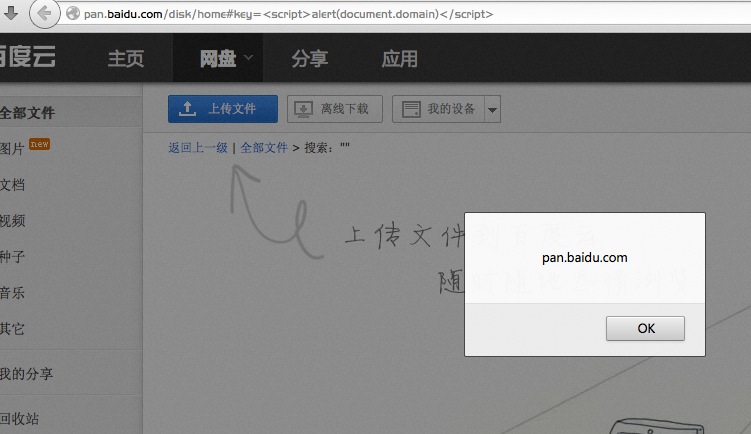 pan.baidu.com/disk/home#key=<script>alert(document.domain)</script>
百度云 主页 网盘 分享 应用
上传文件 离线下载 我的设备
返回上一级 | 全部文件 > 搜索: ""
全部文件
图片 new
文档
视频
种子
音乐
其它
我的分享
回收站
上传文件到百度云
随时随地
pan.baidu.com
OK